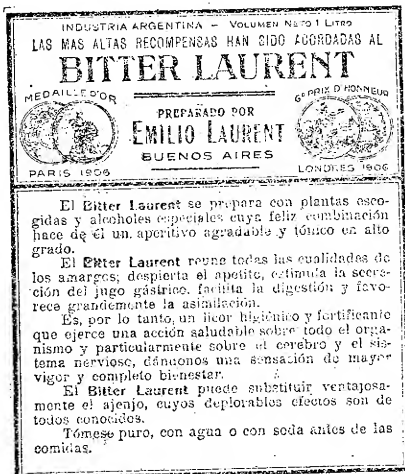 INDUSTRIA ARGENTINA – VOLUMEN NETO 1 LITRO
LAS MAS ALTAS RECOMPENSAS HAN SIDO ACORDADAS AL
BITTER LAURENT
MEDAILLE D'OR
PARIS 1906
PREPARADO POR
EMILIO LAURENT
BUENOS AIRES
Gd PRIX D'HONNEUR
LONDRES 1906
El Bitter Laurent se prepara con plantas esco-
gidas y alcoholes especiales cuya feliz combinación
hace de él un aperitivo agradable y tónico en alto
grado.
El Bitter Laurent reune todas las cualidades de
los amargos; despierta el apetito, estimula la secre-
ción del jugo gástrico, facilita la digestión y favo-
rece grandemente la asimilación.
Es, por lo tanto, un licor higiénico y fortificante
que ejerce una acción saludable sobre todo el orga-
nismo y particularmente sobre el cerebro y el sis-
tema nervioso, dándonos una sensación de mayor
vigor y completo bienestar.
El Bitter Laurent puede substituir ventajosa-
mente el ajenjo, cuyos deplorables efectos son de
todos conocidos.
Tómese puro, con agua o con soda antes de las
comidas.